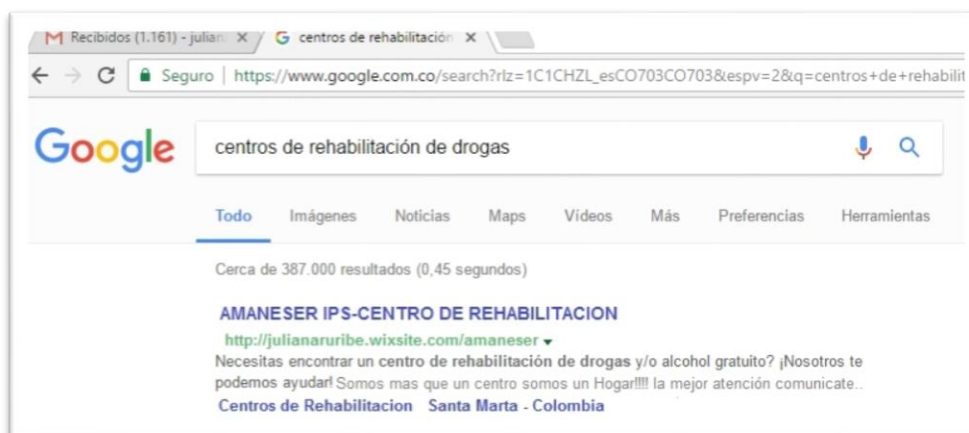 Recibidos (1.161) - julian
centros de rehabilitación
Seguro | https://www.google.com.co/search?rlz=1C1CHZL_esCO703CO703&espv=2&q=centros+de+rehabilit
Google
centros de rehabilitación de drogas
Todo Imágenes Noticias Maps Vídeos Más Preferencias Herramientas
Cerca de 387.000 resultados (0,45 segundos)
AMANESER IPS-CENTRO DE REHABILITACION
http://julianaruribe.wixsite.com/amaneser
Necesitas encontrar un centro de rehabilitación de drogas y/o alcohol gratuito? ¡Nosotros te
podemos ayudar! Somos mas que un centro somos un Hogar!!!! la mejor atención comunicate..
Centros de Rehabilitacion Santa Marta - Colombia